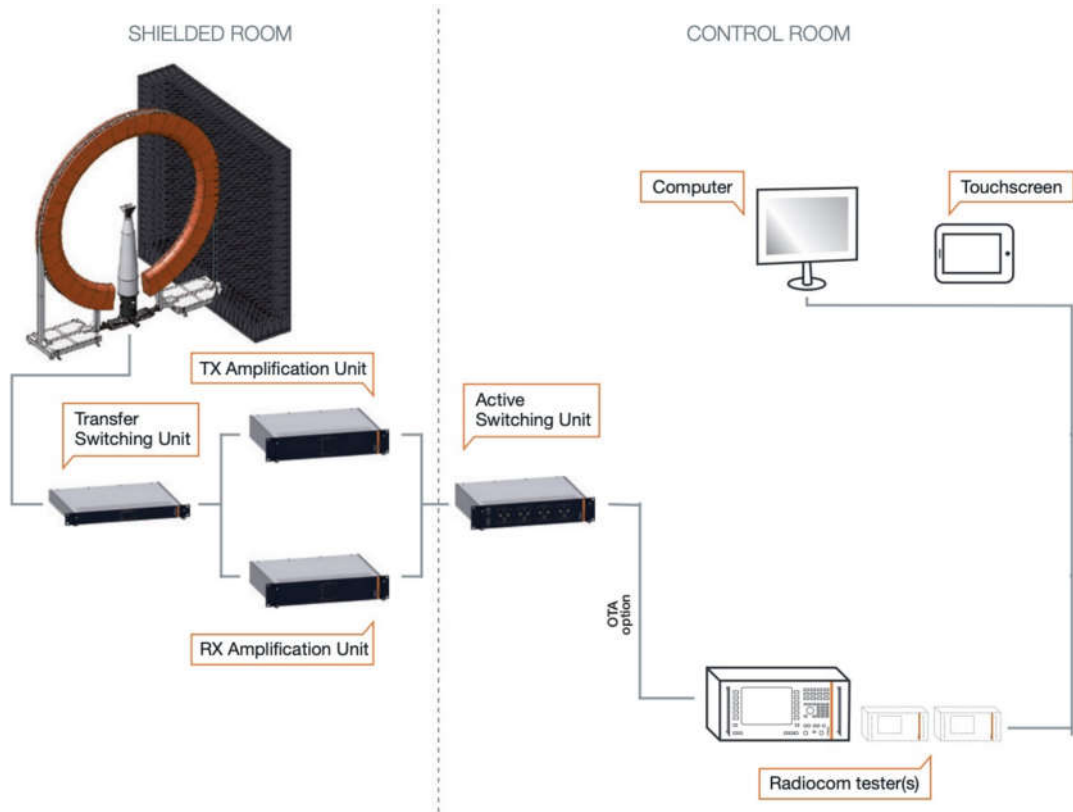 SHIELDED ROOM
CONTROL ROOM
Computer
Touchscreen
TX Amplification Unit
Transfer
Switching Unit
Active
Switching Unit
RX Amplification Unit
OTA
option
Radiocom tester(s)